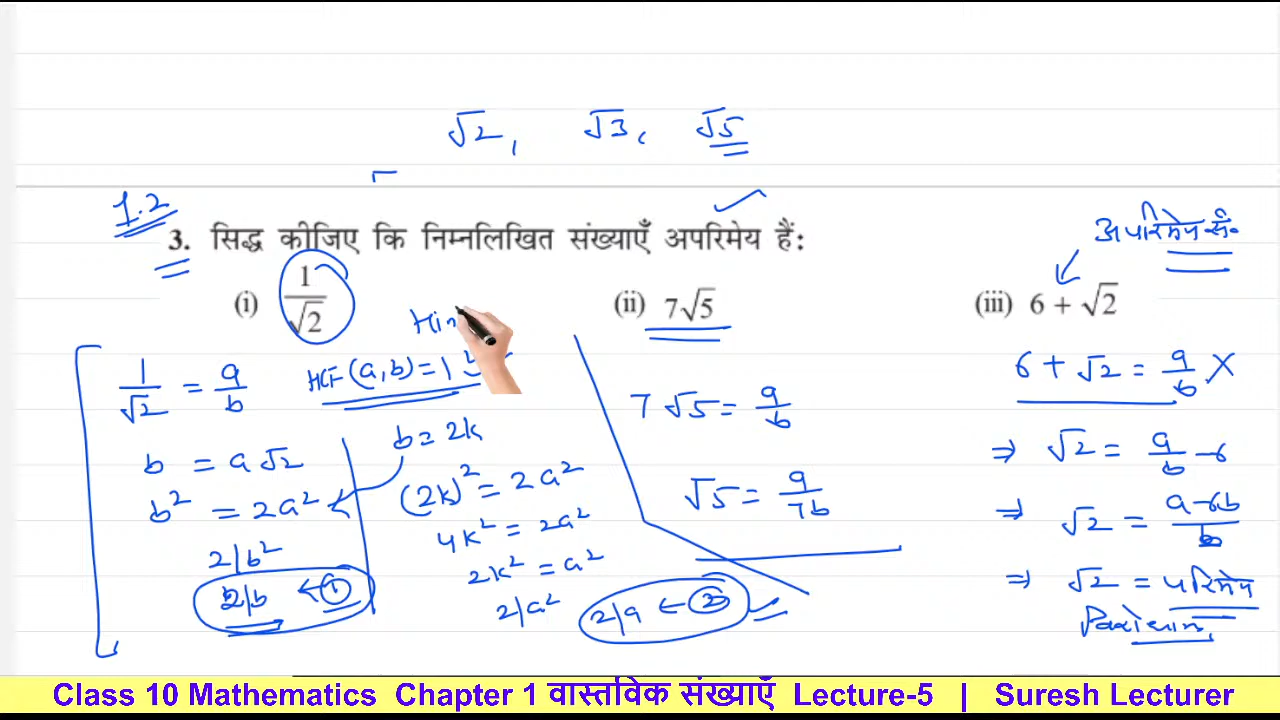 √2, √3, √5
1.2
3. सिद्ध कीजिए कि निम्नलिखित संख्याएँ अपरिमेय हैं:
अपरिमेय सं.
(i) 1/√2 (ii) 7√5 (iii) 6 + √2
1/√2 = a/b
HCF (a,b) = 1
b = a√2
b² = 2a²
2/b²
2/b ← ①
b = 2k
(2k)² = 2a²
4k² = 2a²
2k² = a²
2/a²
2/a ← ②
7√5 = a/b
√5 = a/7b
6 + √2 = a/b X
⇒ √2 = a/b - 6
⇒ √2 = a-6b/b
⇒ √2 = परिमेय
Class 10 Mathematics Chapter 1 वास्तविक संख्याएँ Lecture-5 | Suresh Lecturer